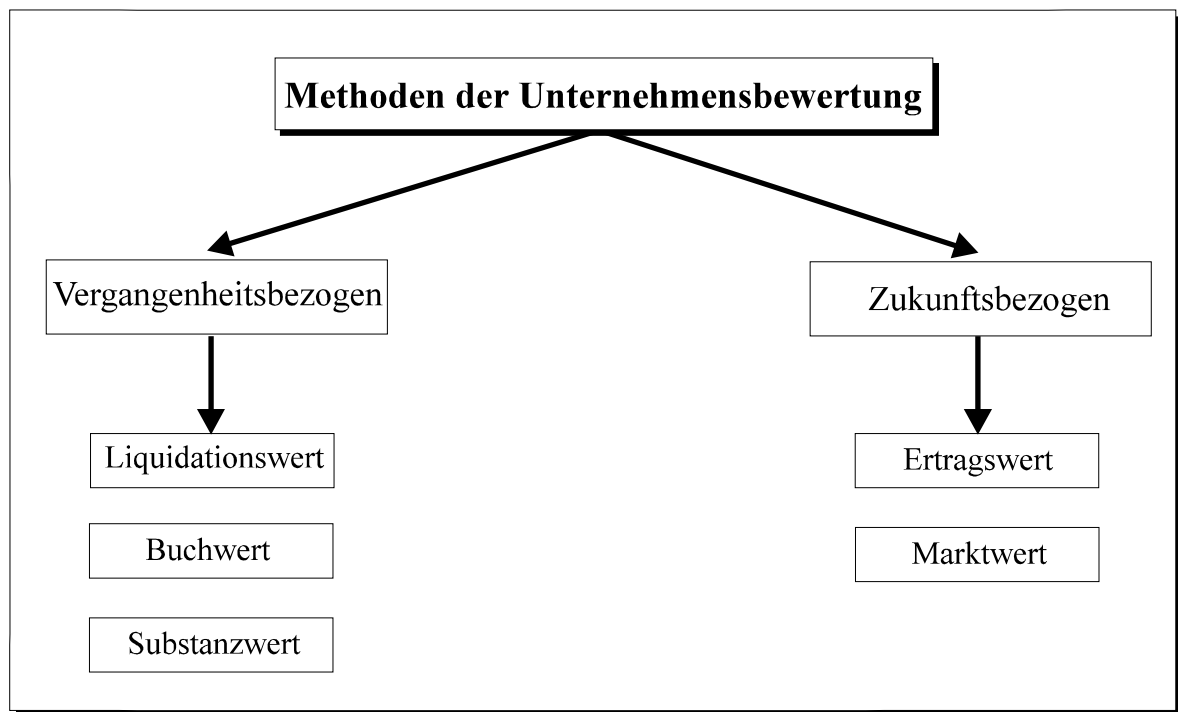 Methoden der Unternehmensbewertung
Vergangenheitsbezogen
Zukunftsbezogen
Liquidationswert
Ertragswert
Buchwert
Marktwert
Substanzwert